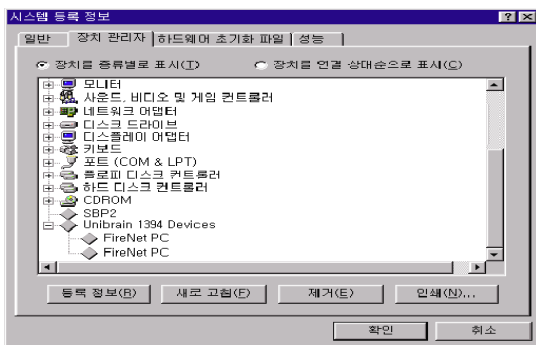 시스템 등록 정보
일반 장치 관리자 하드웨어 초기화 파일 성능
장치를 종류별로 표시(T) 장치를 연결 상대순으로 표시(C)
모니터
사운드, 비디오 및 게임 컨트롤러
네트워크 어댑터
디스크 드라이브
디스플레이 어댑터
키보드
포트 (COM & LPT)
플로피 디스크 컨트롤러
하드 디스크 컨트롤러
CDROM
SBP2
Unibrain 1394 Devices
FireNet PC
FireNet PC
등록 정보(R) 새로 고침(F) 제거(E) 인쇄(N)...
확인 취소